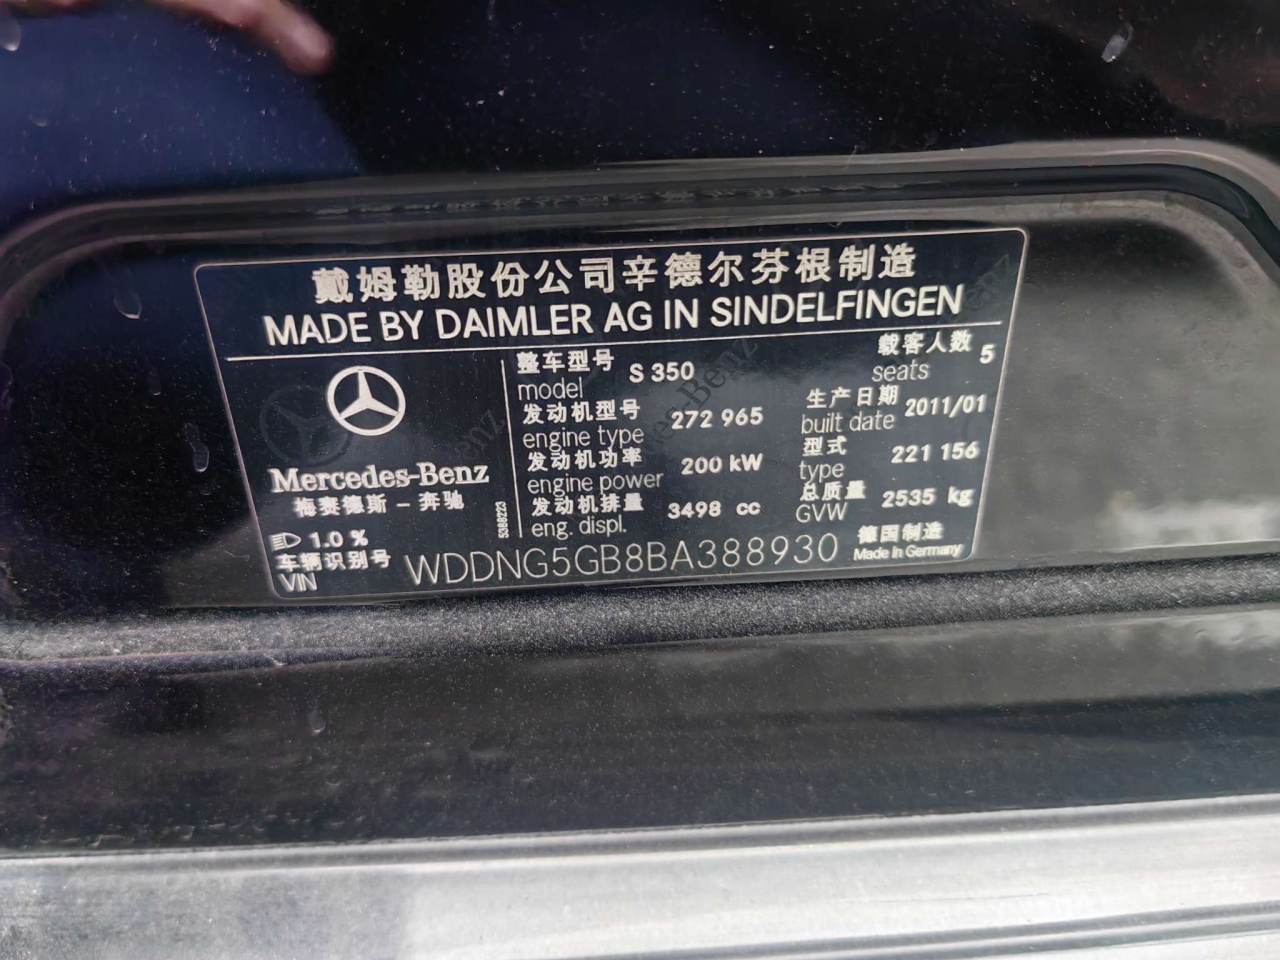 戴姆勒股份公司辛德尔芬根制造
MADE BY DAIMLER AG IN SINDELFINGEN
Mercedes-Benz
梅赛德斯－奔驰
1.0 %
5366223
整车型号 S 350
model
载客人数 5
seats
发动机型号 272 965
engine type
生产日期 2011/01
built date
发动机功率 200 kW
engine power
型式 221 156
type
发动机排量 3498 cc
eng. displ.
总质量 2535 kg
GVW
车辆识别号
VIN
WDDNG5GB8BA388930
德国制造
Made in Germany